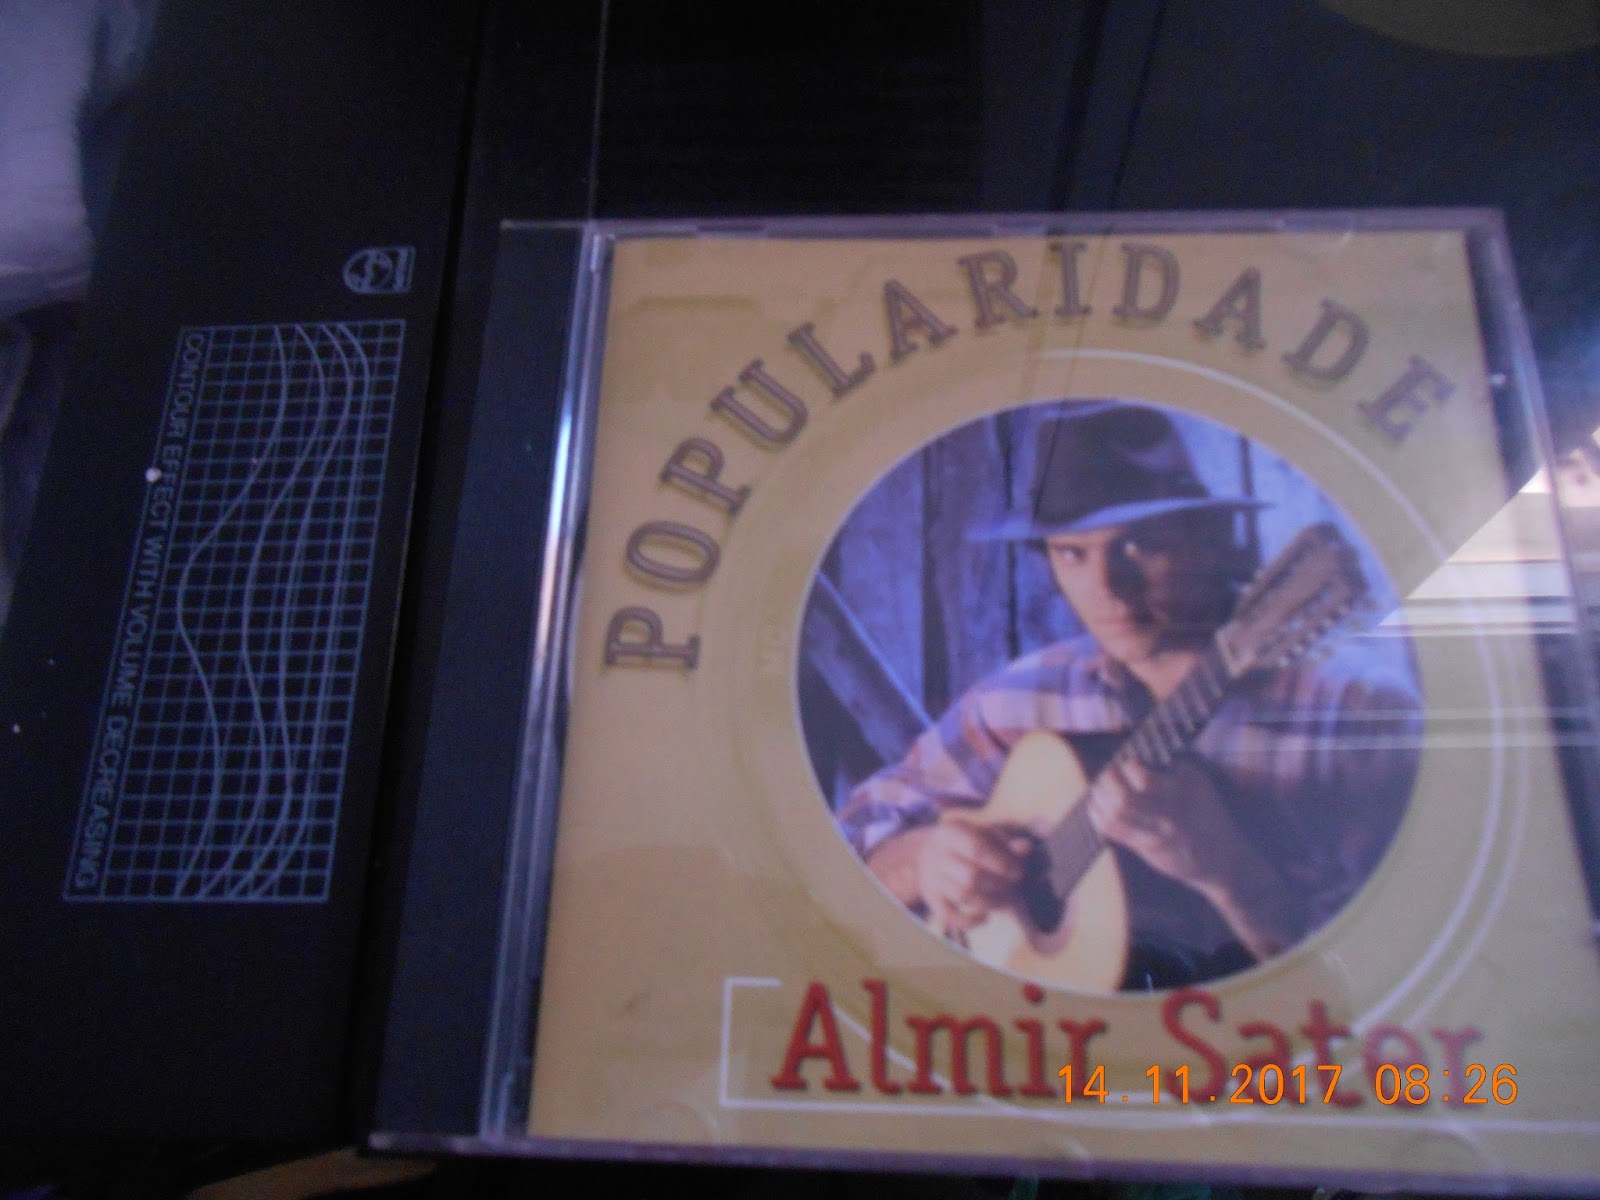 POPULARIDADE
Almir Sater
14.11.2017 08:26
CONTOUR EFFECT WITH VOLUME DECREASING